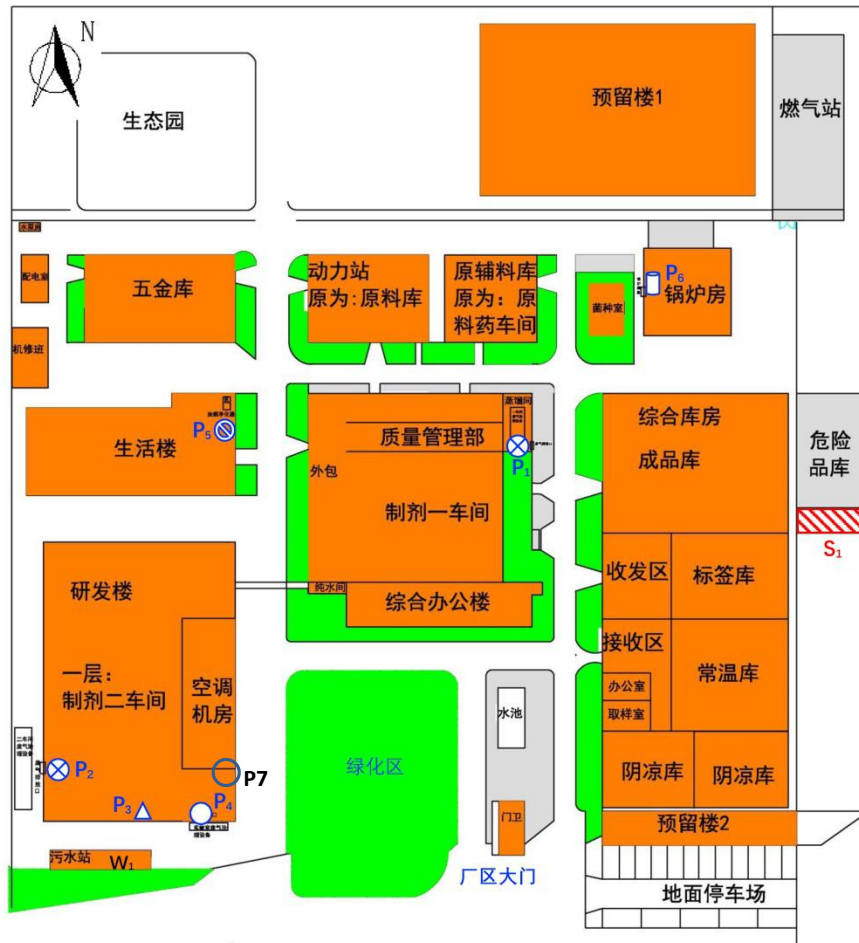 N
生态园
预留楼1
燃气站
水泵房
配电室
五金库
动力站
原为:原料库
原辅料库
原为：原
料药车间
菌种室
P6
锅炉房
机修班
生活楼
P5
质量管理部
蒸馏间
P1
外包
制剂一车间
综合库房
成品库
危险
品库
S1
收发区
标签库
纯水间
综合办公楼
研发楼
一层：
制剂二车间
空调
机房
接收区
常温库
办公室
取样室
水池
绿化区
P2
P7
P3
P4
阴凉库
阴凉库
门卫
预留楼2
污水站
W1
厂区大门
地面停车场